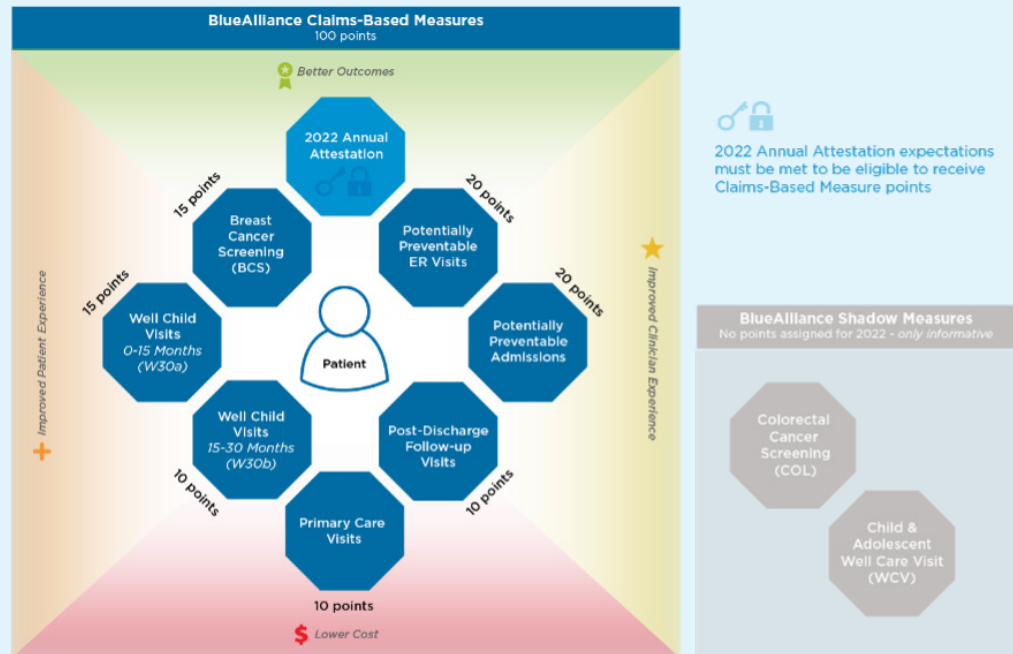 BlueAlliance Claims-Based Measures
100 points
Better Outcomes
2022 Annual
Attestation
15 points
Breast
Cancer
Screening
(BCS)
20 points
Potentially
Preventable
ER Visits
15 points
Well Child
Visits
0-15 Months
(W30a)
20 points
Potentially
Preventable
Admissions
Patient
10 points
Well Child
Visits
15-30 Months
(W30b)
10 points
Post-Discharge
Follow-up
Visits
Primary Care
Visits
10 points
$ Lower Cost
Improved Patient Experience
Improved Clinician Experience
2022 Annual Attestation expectations
must be met to be eligible to receive
Claims-Based Measure points
BlueAlliance Shadow Measures
No points assigned for 2022 - only informative
Colorectal
Cancer
Screening
(COL)
Child &
Adolescent
Well Care Visit
(WCV)